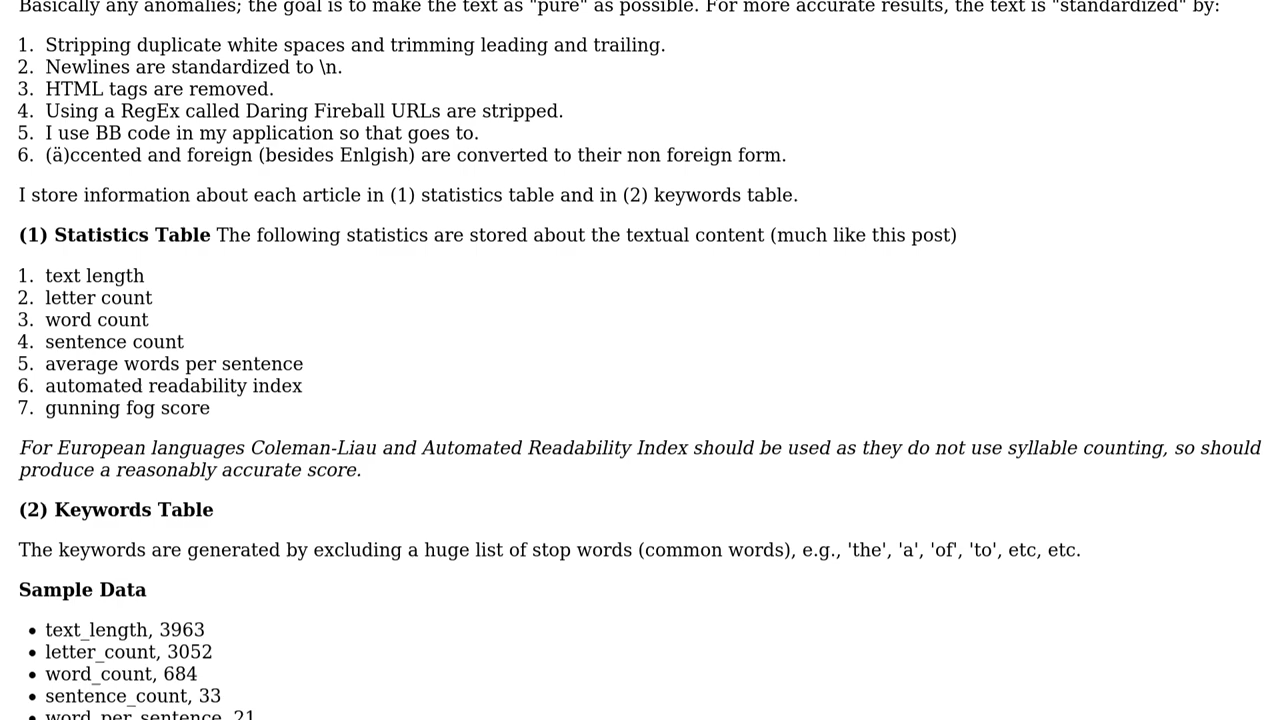 Basically any anomalies; the goal is to make the text as "pure" as possible. For more accurate results, the text is "standardized" by:
1. Stripping duplicate white spaces and trimming leading and trailing.
2. Newlines are standardized to \n.
3. HTML tags are removed.
4. Using a RegEx called Daring Fireball URLs are stripped.
5. I use BB code in my application so that goes to.
6. (ä)ccented and foreign (besides Enlgish) are converted to their non foreign form.
I store information about each article in (1) statistics table and in (2) keywords table.
(1) Statistics Table The following statistics are stored about the textual content (much like this post)
1. text length
2. letter count
3. word count
4. sentence count
5. average words per sentence
6. automated readability index
7. gunning fog score
For European languages Coleman-Liau and Automated Readability Index should be used as they do not use syllable counting, so should
produce a reasonably accurate score.
(2) Keywords Table
The keywords are generated by excluding a huge list of stop words (common words), e.g., 'the', 'a', 'of', 'to', etc, etc.
Sample Data
• text_length, 3963
• letter_count, 3052
• word_count, 684
• sentence_count, 33
• word_per_sentence, 21